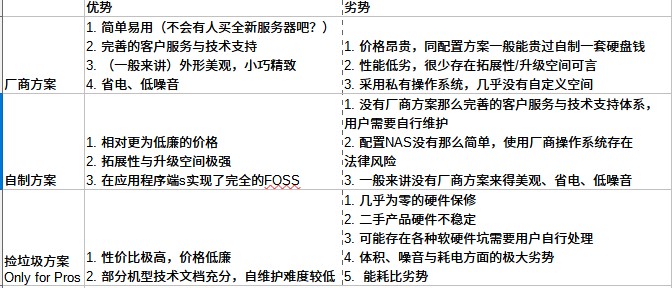 优势
劣势
厂商方案
1. 简单易用（不会有人买全新服务器吧？）
2. 完善的客户服务与技术支持
3. （一般来讲）外形美观，小巧精致
4. 省电、低噪音
1. 价格昂贵，同配置方案一般能贵过自制一套硬盘钱
2. 性能低劣，很少存在拓展性/升级空间可言
3. 采用私有操作系统，几乎没有自定义空间
自制方案
1. 相对更为低廉的价格
2. 拓展性与升级空间极强
3. 在应用程序端s实现了完全的FOSS
1. 没有厂商方案那么完善的客户服务与技术支持体系，
用户需要自行维护
2. 配置NAS没有那么简单，使用厂商操作系统存在
法律风险
3. 一般来讲没有厂商方案来得美观、省电、低噪音
捡垃圾方案
Only for Pros
1. 性价比极高，价格低廉
2. 部分机型技术文档充分，自维护难度较低
1. 几乎为零的硬件保修
2. 二手产品硬件不稳定
3. 可能存在各种软硬件坑需要用户自行处理
4. 体积、噪音与耗电方面的极大劣势
5. 能耗比劣势